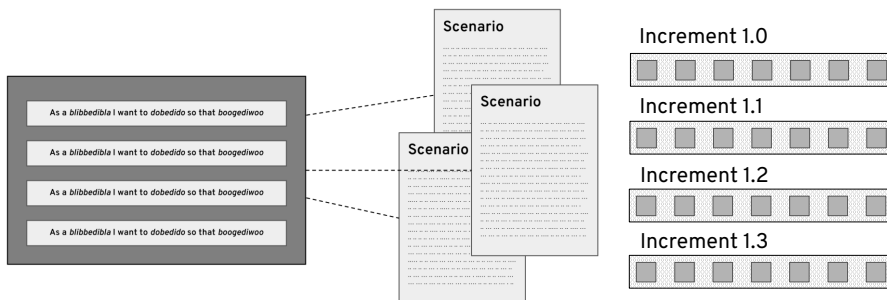 As a blibbedibla I want to dobedido so that boogediwoo
As a blibbedibla I want to dobedido so that boogediwoo
As a blibbedibla I want to dobedido so that boogediwoo
As a blibbedibla I want to dobedido so that boogediwoo
Scenario
Scenario
Scenario
Increment 1.0
Increment 1.1
Increment 1.2
Increment 1.3